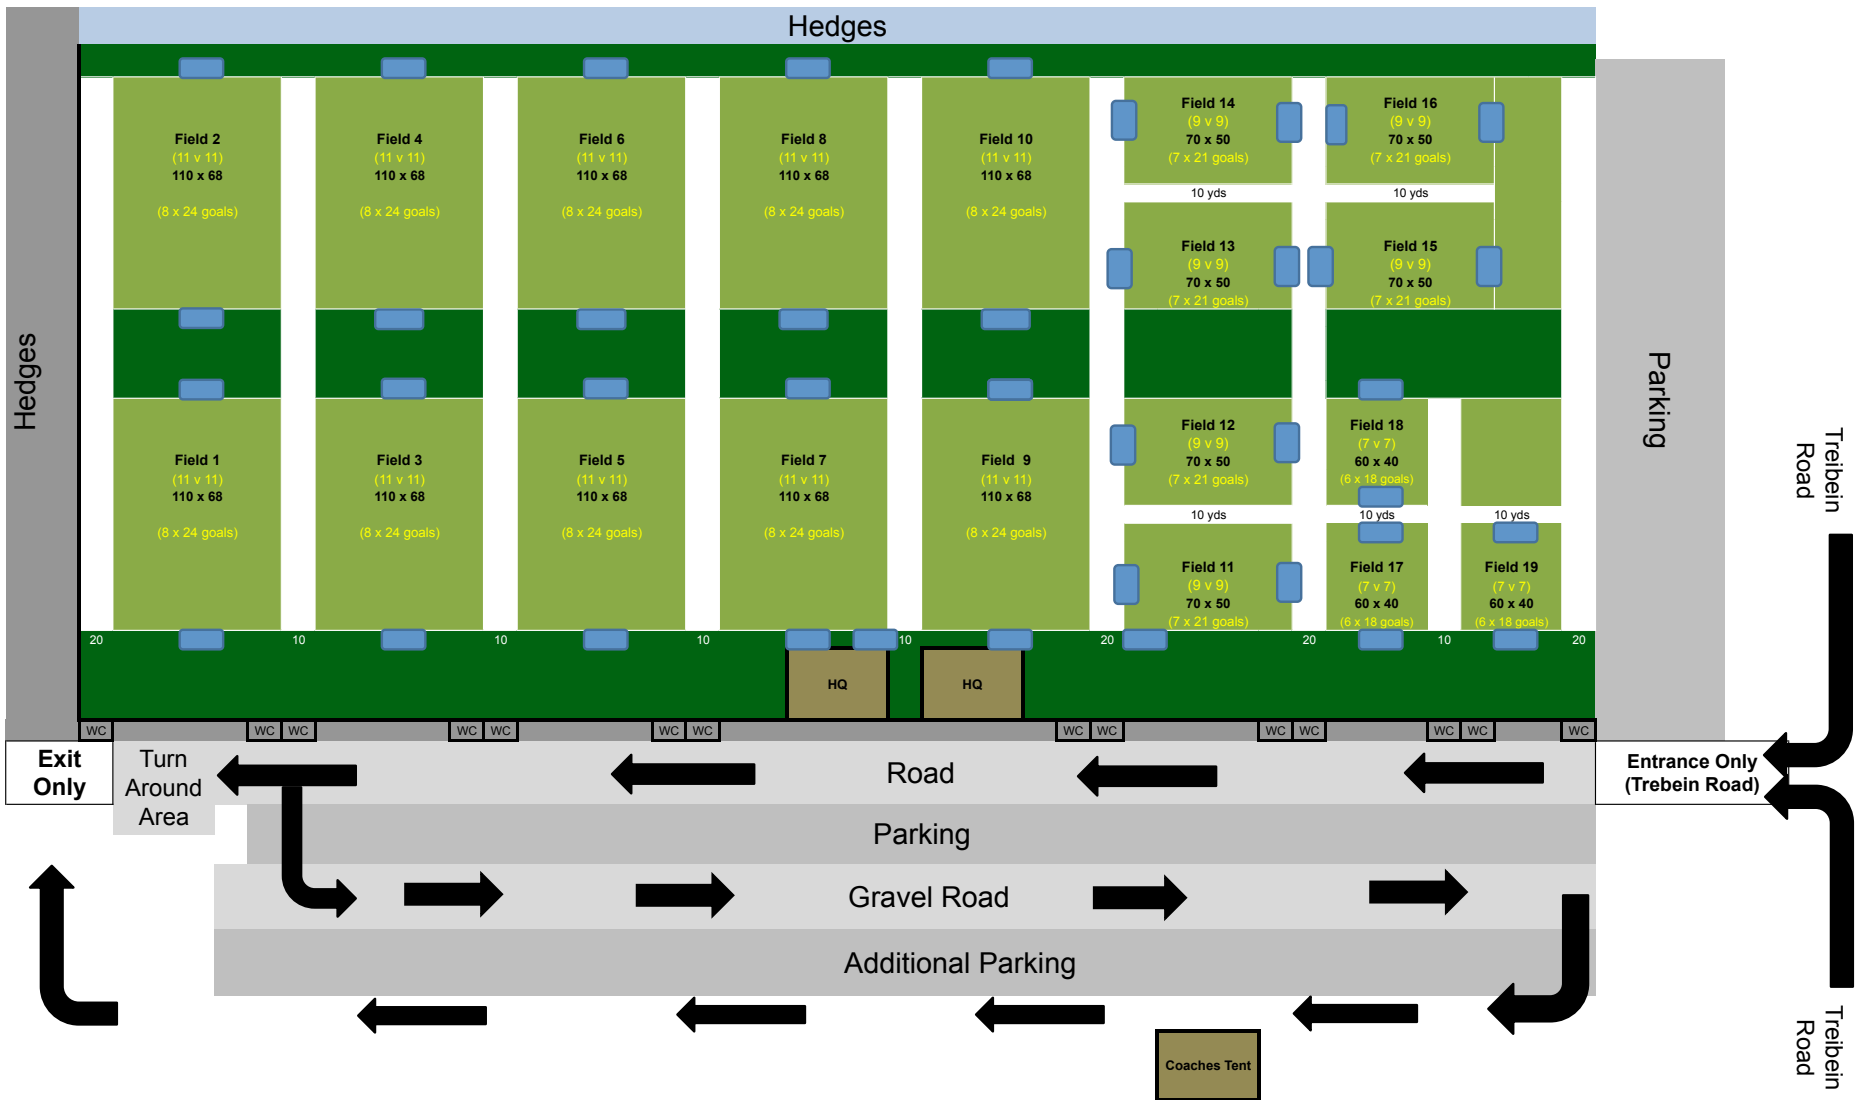 Hedges
Hedges
Field 2
(11 v 11)
110 x 68
(8 x 24 goals)
Field 4
(11 v 11)
110 x 68
(8 x 24 goals)
Field 6
(11 v 11)
110 x 68
(8 x 24 goals)
Field 8
(11 v 11)
110 x 68
(8 x 24 goals)
Field 10
(11 v 11)
110 x 68
(8 x 24 goals)
Field 14
(9 v 9)
70 x 50
(7 x 21 goals)
10 yds
Field 16
(9 v 9)
70 x 50
(7 x 21 goals)
10 yds
Field 13
(9 v 9)
70 x 50
(7 x 21 goals)
Field 15
(9 v 9)
70 x 50
(7 x 21 goals)
Parking
Field 1
(11 v 11)
110 x 68
(8 x 24 goals)
Field 3
(11 v 11)
110 x 68
(8 x 24 goals)
Field 5
(11 v 11)
110 x 68
(8 x 24 goals)
Field 7
(11 v 11)
110 x 68
(8 x 24 goals)
Field 9
(11 v 11)
110 x 68
(8 x 24 goals)
Field 12
(9 v 9)
70 x 50
(7 x 21 goals)
10 yds
Field 18
(7 v 7)
60 x 40
(6 x 18 goals)
10 yds
10 yds
Field 11
(9 v 9)
70 x 50
(7 x 21 goals)
Field 17
(7 v 7)
60 x 40
(6 x 18 goals)
Field 19
(7 v 7)
60 x 40
(6 x 18 goals)
Treibein
Road
20
10
10
10
10
20
20
10
20
HQ
HQ
WC
WC
WC
WC
WC
WC
WC
WC
WC
WC
WC
WC
WC
WC
Exit
Only
Turn
Around
Area
Road
Entrance Only
(Trebein Road)
Parking
Gravel Road
Additional Parking
Coaches Tent
Treibein
Road